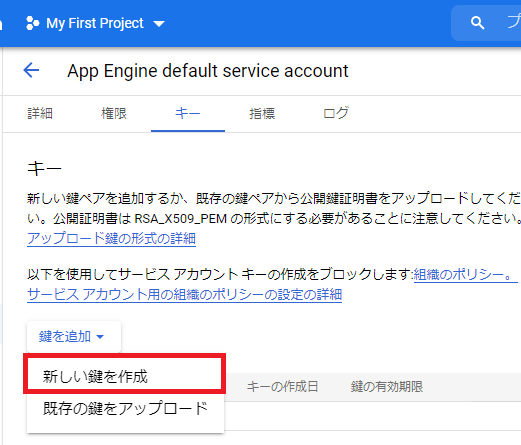 My First Project
プ
App Engine default service account
詳細 権限 キー 指標 ログ
キー
新しい鍵ペアを追加するか、既存の鍵ペアから公開鍵証明書をアップロードしてくだ
い。公開証明書は RSA_X509_PEM の形式にする必要があることに注意してください。
アップロード鍵の形式の詳細
以下を使用してサービス アカウント キーの作成をブロックします:組織のポリシー。
サービス アカウント用の組織のポリシーの設定の詳細
鍵を追加
新しい鍵を作成
キーの作成日 鍵の有効期限
既存の鍵をアップロード